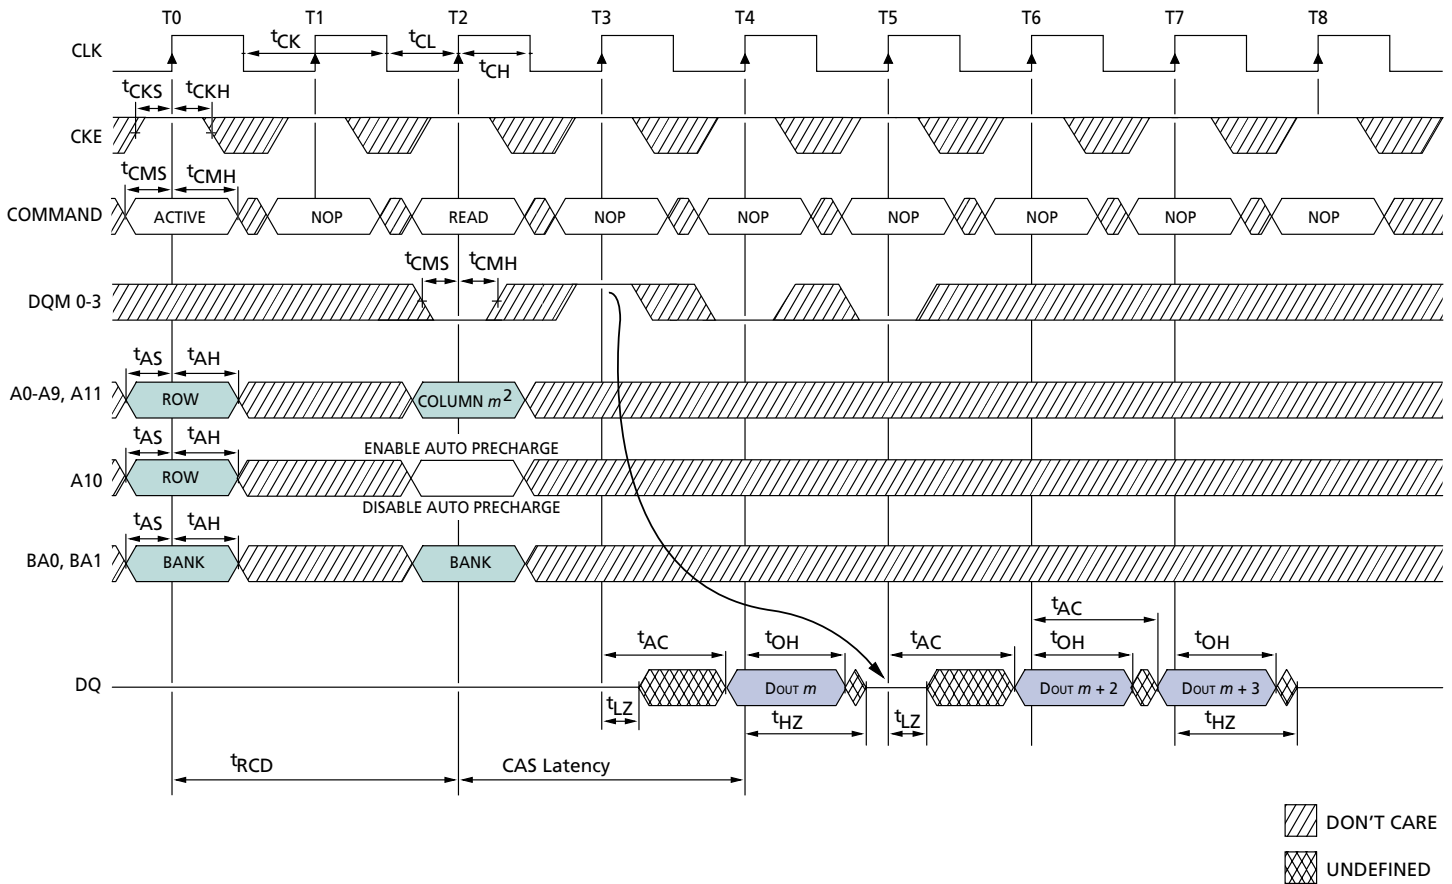 T0 T1 T2 T3 T4 T5 T6 T7 T8
CLK tCK tCL tCH
tCKS tCKH
CKE
tCMS tCMH
COMMAND ACTIVE NOP READ NOP NOP NOP NOP NOP NOP
tCMS tCMH
DQM 0-3
tAS tAH
A0-A9, A11 ROW COLUMN m2
tAS tAH ENABLE AUTO PRECHARGE
A10 ROW
DISABLE AUTO PRECHARGE
tAS tAH
BA0, BA1 BANK BANK
tAC
tAC tOH tAC tOH tOH
DQ DOUT m DOUT m + 2 DOUT m + 3
tLZ tHZ tLZ tHZ
tRCD CAS Latency
DON'T CARE
UNDEFINED